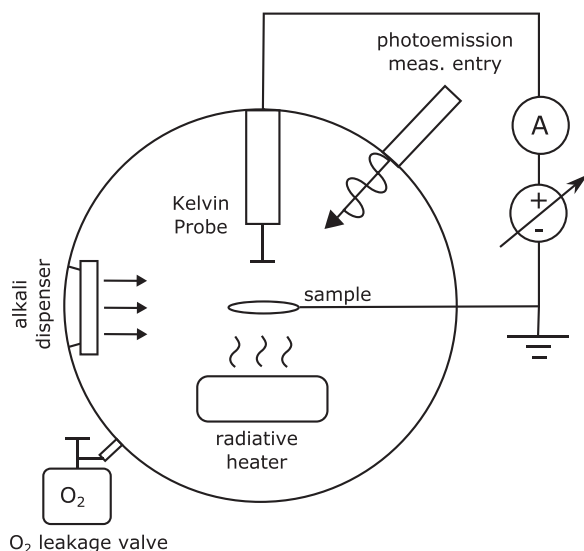 photoemission
meas. entry
A
Kelvin
Probe
+
-
alkali
dispenser
sample
radiative
heater
O₂
O₂ leakage valve